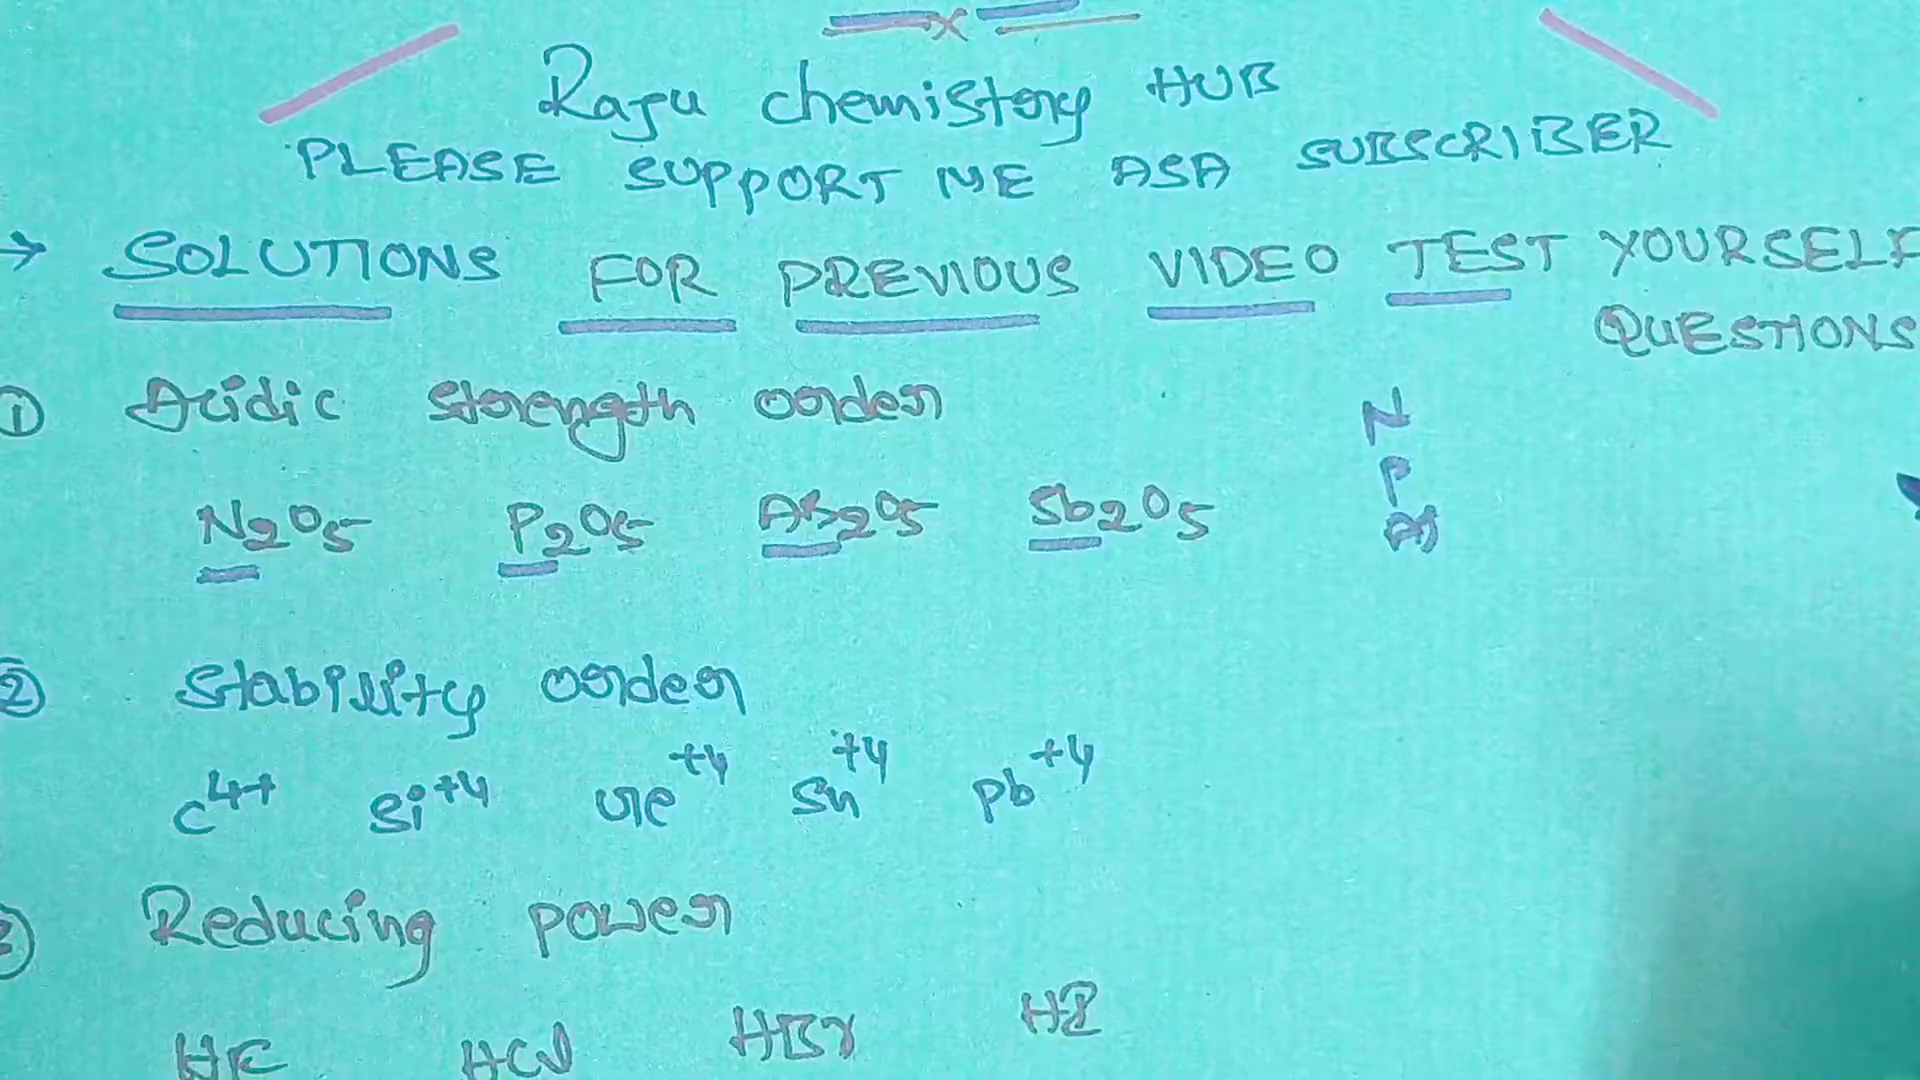 Raju chemistory HUB
PLEASE SUPPORT ME ASA SUBSCRIBER
→ SOLUTIONS FOR PREVIOUS VIDEO TEST YOURSELF
QUESTIONS
① Acidic strength order
N₂O₅ P₂O₅ As₂O₅ Sb₂O₅
N
P
As
② Stability order
C⁴⁺ Si⁺⁴ Ge⁺⁴ Sn⁺⁴ Pb⁺⁴
Reducing power
HF HCl HBr HI